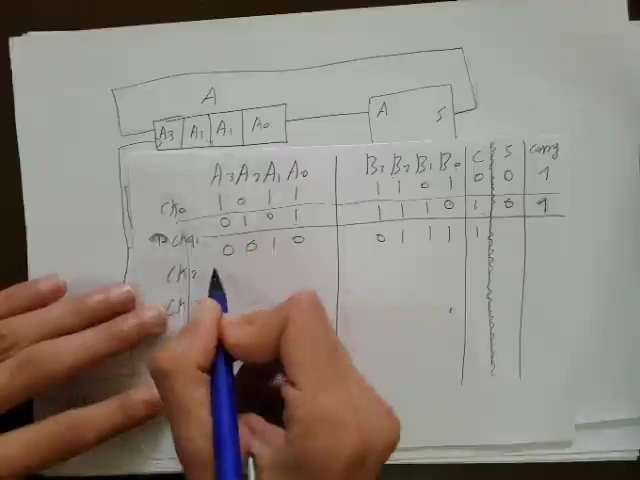 A
A3 A1 A1 A0 A S
A3 A2 A1 A0 B3 B2 B1 B0 C S carry
1 0 1 1 1 1 0 1 0 0 1
CK0 0 1 0 1 1 1 1 0 1 0 1
CK1 0 0 1 0 0 1 1 1 1
CK2
CK